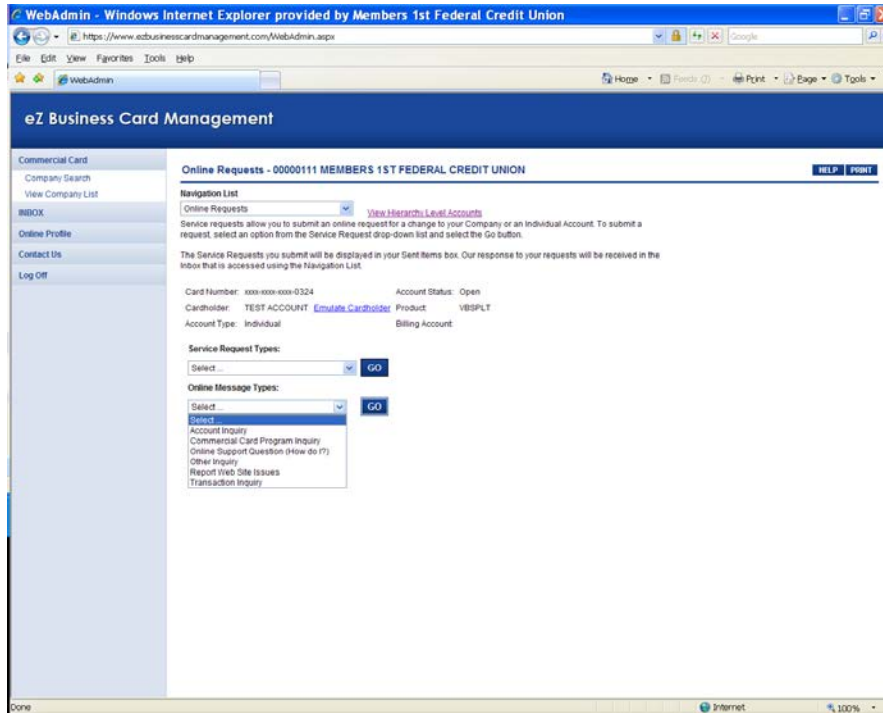 WebAdmin - Windows Internet Explorer provided by Members 1st Federal Credit Union
https://www.ezbusinesscardmanagement.com/WebAdmin.aspx
Google
File Edit View Favorites Tools Help
WebAdmin
Home Print Page Tools
eZ Business Card Management
Commercial Card
Company Search
View Company List
INBOX
Online Profile
Contact Us
Log Off
Online Requests - 00000111 MEMBERS 1ST FEDERAL CREDIT UNION
HELP PRINT
Navigation List
Online Requests
View Hierarchy Level Accounts
Service requests allow you to submit an online request for a change to your Company or an Individual Account. To submit a
request, select an option from the Service Request drop-down list and select the Go button.
The Service Requests you submit will be displayed in your Sent Items box. Our response to your requests will be received in the
Inbox that is accessed using the Navigation List.
Card Number: xxxx-xxxx-xxxx-0324 Account Status: Open
Cardholder: TEST ACCOUNT Emulate Cardholder Product: VBSPLT
Account Type: Individual Billing Account:
Service Request Types:
Select ... GO
Online Message Types:
Select ... GO
Select ...
Account Inquiry
Commercial Card Program Inquiry
Online Support Question (How do I?)
Other Inquiry
Report Web Site Issues
Transaction Inquiry
Done Internet 100%